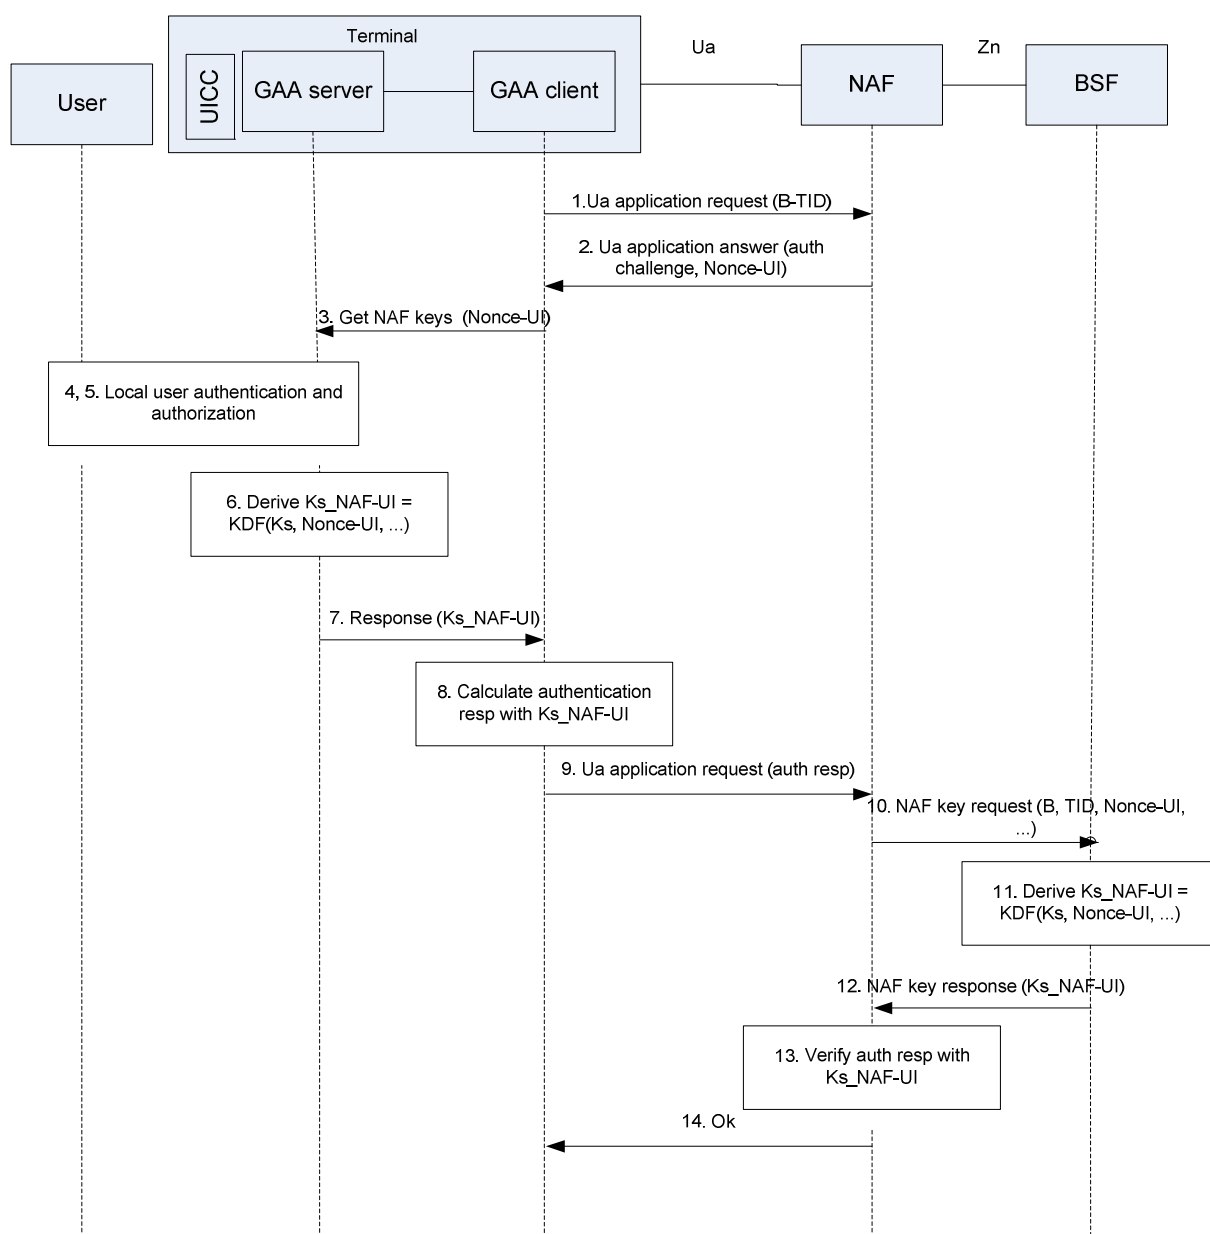 Terminal
Ua
Zn
User
UICC
GAA server
GAA client
NAF
BSF
1.Ua application request (B-TID)
2. Ua application answer (auth
challenge, Nonce-UI)
3. Get NAF keys (Nonce-UI)
4, 5. Local user authentication and
authorization
6. Derive Ks_NAF-UI =
KDF(Ks, Nonce-UI, ...)
7. Response (Ks_NAF-UI)
8. Calculate authentication
resp with Ks_NAF-UI
9. Ua application request (auth resp)
10. NAF key request (B, TID, Nonce-UI,
...)
11. Derive Ks_NAF-UI =
KDF(Ks, Nonce-UI, ...)
12. NAF key response (Ks_NAF-UI)
13. Verify auth resp with
Ks_NAF-UI
14. Ok